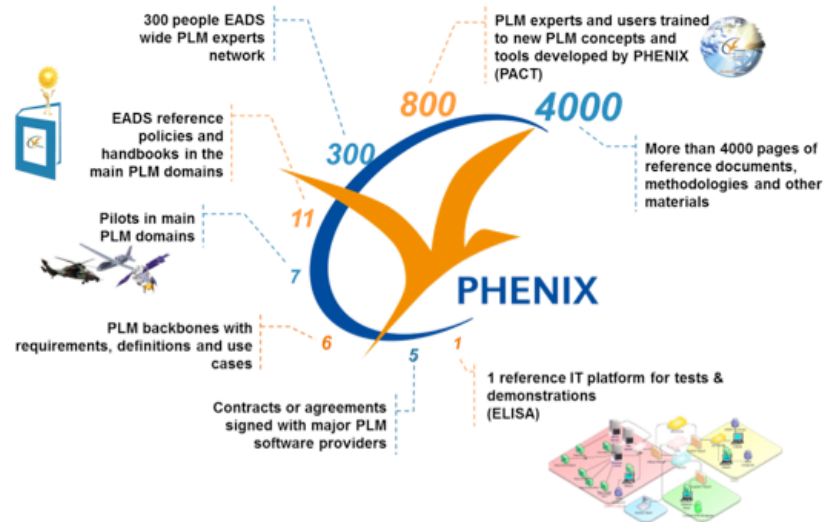 300 people EADS
wide PLM experts
network
300
PLM experts and users trained
to new PLM concepts and
tools developed by PHENIX
(PACT)
800
4000
More than 4000 pages of
reference documents,
methodologies and other
materials
EADS reference
policies and
handbooks in the
main PLM domains
11
Pilots in main
PLM domains
7
PHENIX
PLM backbones with
requirements, definitions and use
cases
6
Contracts or agreements
signed with major PLM
software providers
5
1
1 reference IT platform for tests &
demonstrations
(ELISA)